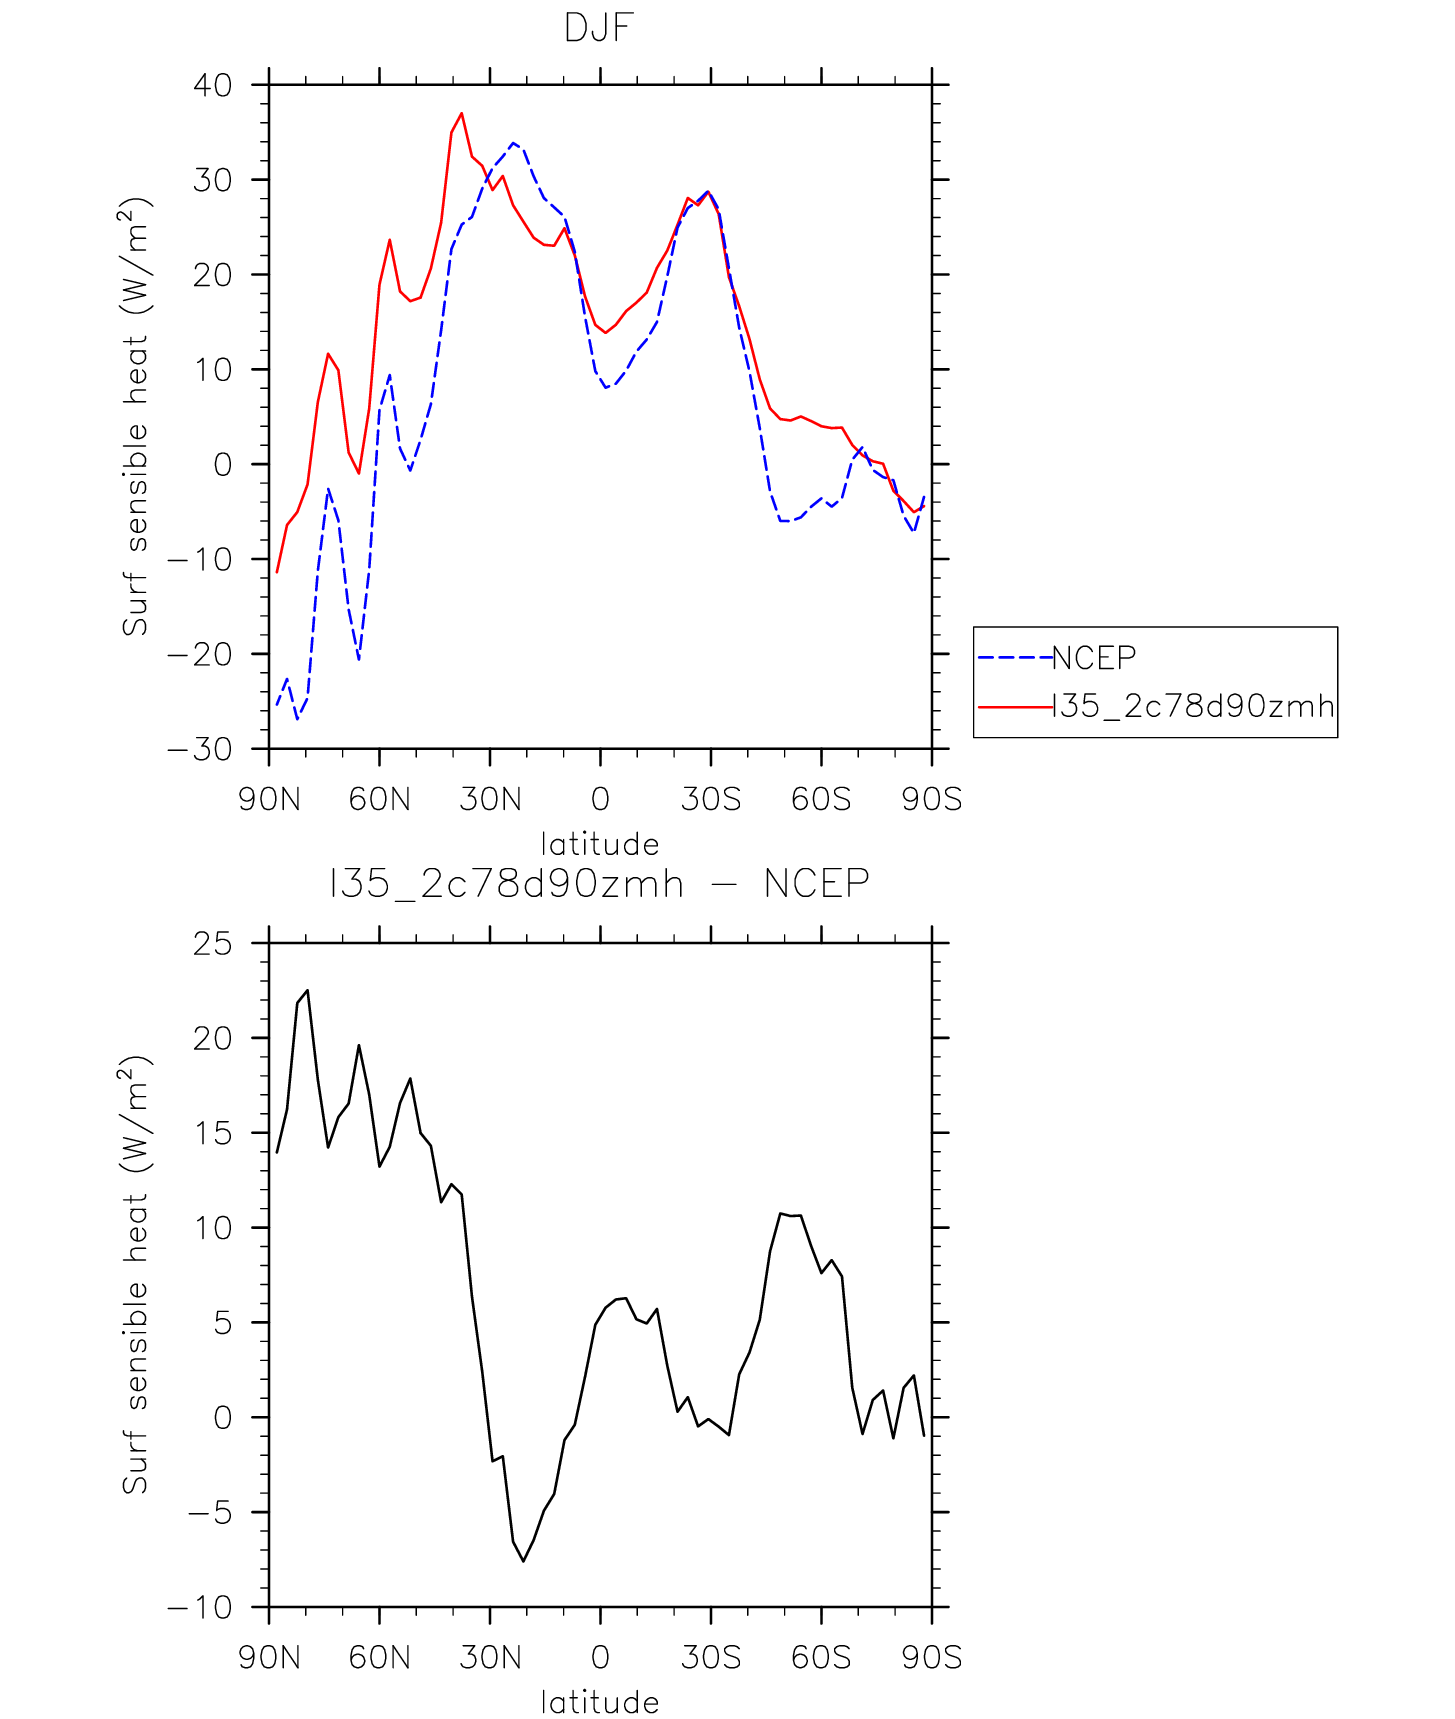 DJF
40
30
20
10
0
−10
−20
−30
Surf sensible heat (W/m²)
90N 60N 30N 0 30S 60S 90S
latitude
NCEP
I35_2c78d90zmh
I35_2c78d90zmh − NCEP
25
20
15
10
5
0
−5
−10
Surf sensible heat (W/m²)
90N 60N 30N 0 30S 60S 90S
latitude